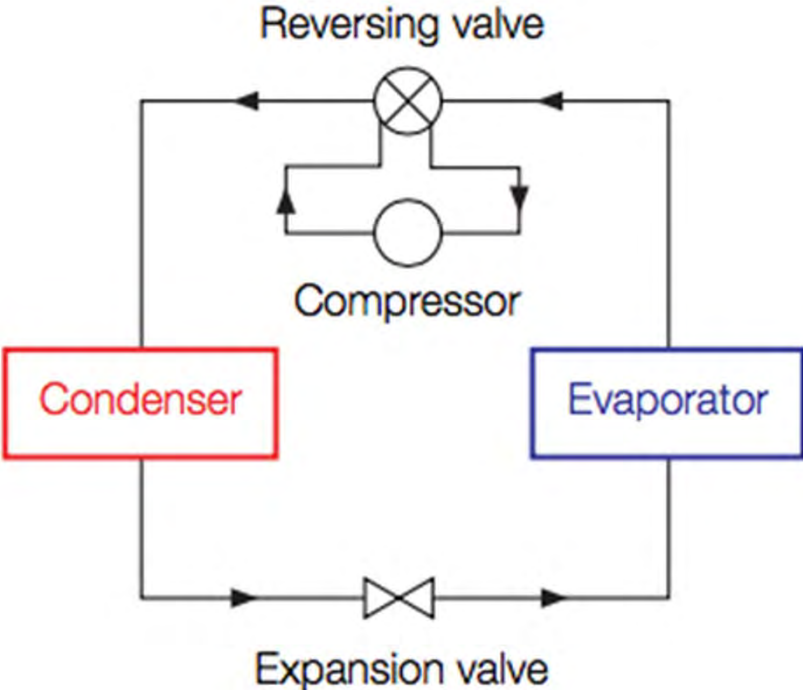 Reversing valve
Compressor
Condenser
Evaporator
Expansion valve